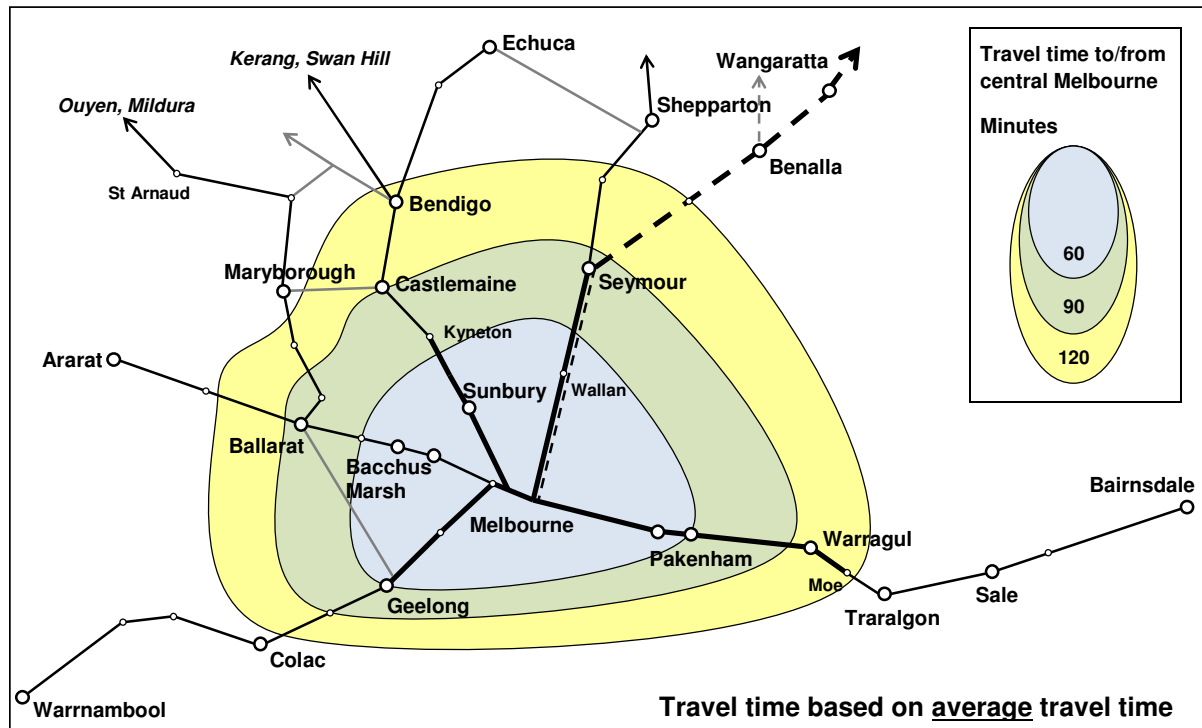 Echuca
Kerang, Swan Hill
Wangaratta
Ouyen, Mildura
Shepparton
Benalla
St Arnaud
Bendigo
Maryborough
Castlemaine
Seymour
Kyneton
Ararat
Sunbury
Wallan
Ballarat
Bacchus
Marsh
Melbourne
Bairnsdale
Pakenham
Warragul
Moe
Geelong
Traralgon
Sale
Colac
Warrnambool
Travel time to/from
central Melbourne
Minutes
60
90
120
Travel time based on average travel time